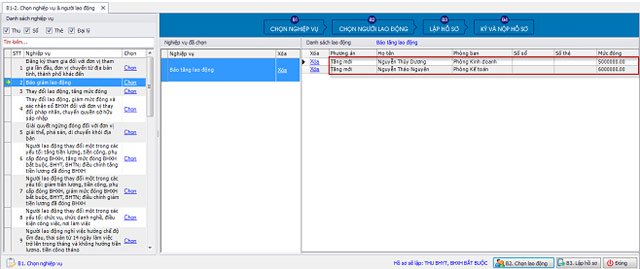 B1-2. Chọn nghiệp vụ & người lao động
Danh sách nghiệp vụ
Thu Sổ Thẻ Đại lý
Tìm kiếm...
STT Nghiệp vụ Chọn
Đăng ký tham gia đối với đơn vị tham
1 gia lần đầu, đơn vị chuyển từ địa bàn Chọn
tỉnh, thành phố khác đến
2 Báo giảm lao động Chọn
3 Thay đổi lao động, tăng mức đóng Chọn
Thay đổi lao động, giảm mức đóng và
4 xác nhận sổ BHXH đối với đơn vị thay Chọn
đổi pháp nhân, chuyển quyền sở hữu
sáp nhập
Giải quyết ngừng đóng đối với đơn vị
5 giải thể, phá sản, di chuyển khỏi địa Chọn
bàn
Người lao động thay đổi một trong các
yếu tố: tăng tiền lương, tiền công, phụ
6 cấp đóng BHXH, tăng mức đóng BHXH Chọn
bắt buộc, BHYT, BHTN; điều chỉnh tăng
tiền lương đã đóng BHXH
Người lao động thay đổi một trong các
yếu tố: giảm tiền lương, tiền công, phụ
7 cấp đóng BHXH, giảm mức đóng BHXH Chọn
bắt buộc, BHYT, BHTN; điều chỉnh giảm
tiền lương đã đóng BHXH
Người lao động thay đổi một trong các
8 yếu tố: chức vụ, chức danh nghề, điều Chọn
kiện công việc, nơi làm việc
Người lao động nghỉ việc hưởng chế độ
9 ốm đau, thai sản từ 14 ngày làm việc Chọn
trở lên trong tháng và không hưởng tiền
lương, tiền công tháng
B1 B2 B3 B4
CHỌN NGHIỆP VỤ CHỌN NGƯỜI LAO ĐỘNG LẬP HỒ SƠ KÝ VÀ NỘP HỒ SƠ
Nghiệp vụ đã chọn
Nghiệp vụ Xóa
Báo tăng lao động Xóa
Danh sách lao động Báo tăng lao động
Xóa Phương án Họ tên Phòng ban Số sổ Số thẻ Mức đóng
Xóa Tăng mới Nguyễn Thùy Dương Phòng Kinh doanh 5000000.00
Xóa Tăng mới Nguyễn Thảo Nguyên Phòng Kế toán 6000000.00
B1. Chọn nghiệp vụ Hồ sơ sẽ lập: THU BHYT, BHXH BẮT BUỘC B2. Chọn lao động B3. Lập hồ sơ Đóng